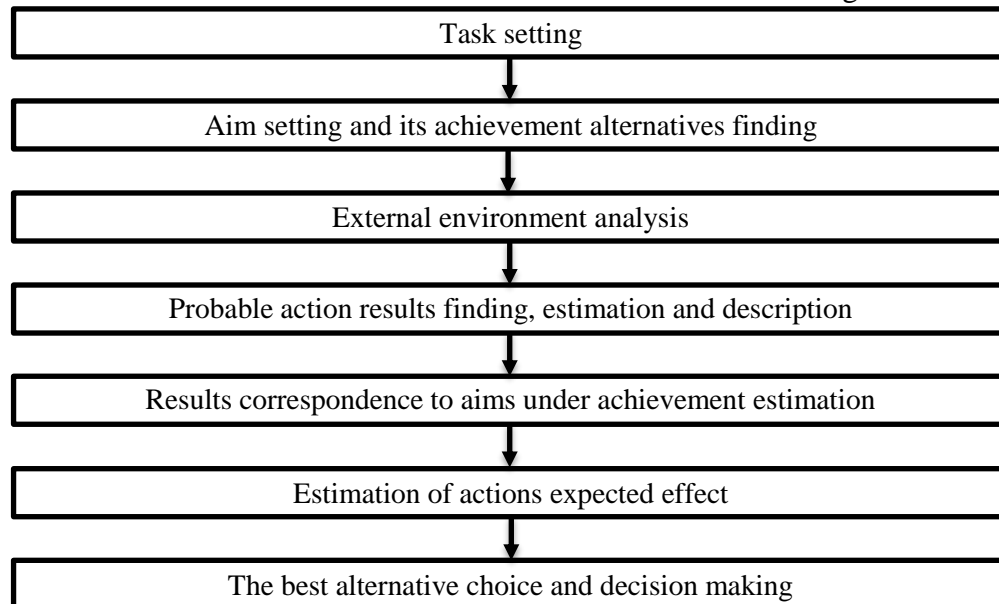 Task setting
Aim setting and its achievement alternatives finding
External environment analysis
Probable action results finding, estimation and description
Results correspondence to aims under achievement estimation
Estimation of actions expected effect
The best alternative choice and decision making